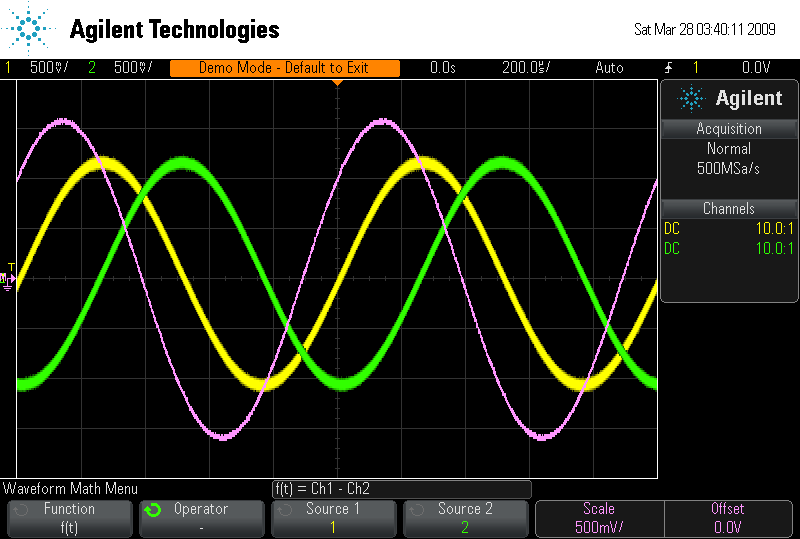 Agilent Technologies
Sat Mar 28 03:40:11 2009
1 500mV/ 2 500mV/ Demo Mode - Default to Exit 0.0s 200.0us/ Auto 1 0.0V
Agilent
Acquisition
Normal
500MSa/s
Channels
DC 10.0:1
DC 10.0:1
T
Waveform Math Menu
f(t) = Ch1 - Ch2
Function
f(t)
Operator
-
Source 1
1
Source 2
2
Scale
500mV/
Offset
0.0V